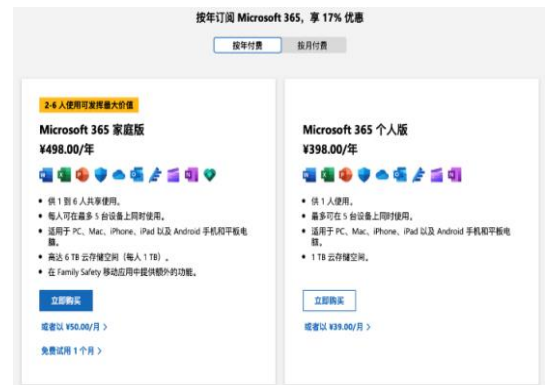 按年订阅 Microsoft 365，享 17% 优惠
按年付费 按月付费
2-6 人使用可发挥最大价值
Microsoft 365 家庭版
¥498.00/年
• 供 1 到 6 人共享使用。
• 每人可在最多 5 台设备上同时使用。
• 适用于 PC、Mac、iPhone、iPad 以及 Android 手机和平板电
脑。
• 高达 6 TB 云存储空间（每人 1 TB）。
• 在 Family Safety 移动应用中提供额外的功能。
立即购买
或者以 ¥50.00/月 >
免费试用 1 个月 >
Microsoft 365 个人版
¥398.00/年
• 供 1 人使用。
• 最多可在 5 台设备上同时使用。
• 适用于 PC、Mac、iPhone、iPad 以及 Android 手机和平板电
脑。
• 1 TB 云存储空间。
立即购买
或者以 ¥39.00/月 >